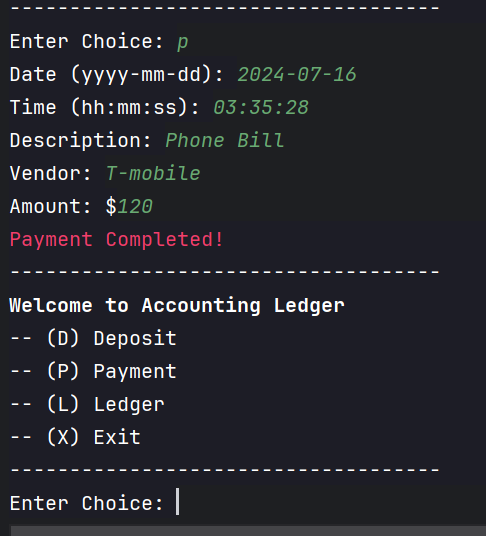 ------------------------------------
Enter Choice: p
Date (yyyy-mm-dd): 2024-07-16
Time (hh:mm:ss): 03:35:28
Description: Phone Bill
Vendor: T-mobile
Amount: $120
Payment Completed!
------------------------------------
Welcome to Accounting Ledger
-- (D) Deposit
-- (P) Payment
-- (L) Ledger
-- (X) Exit
------------------------------------
Enter Choice: